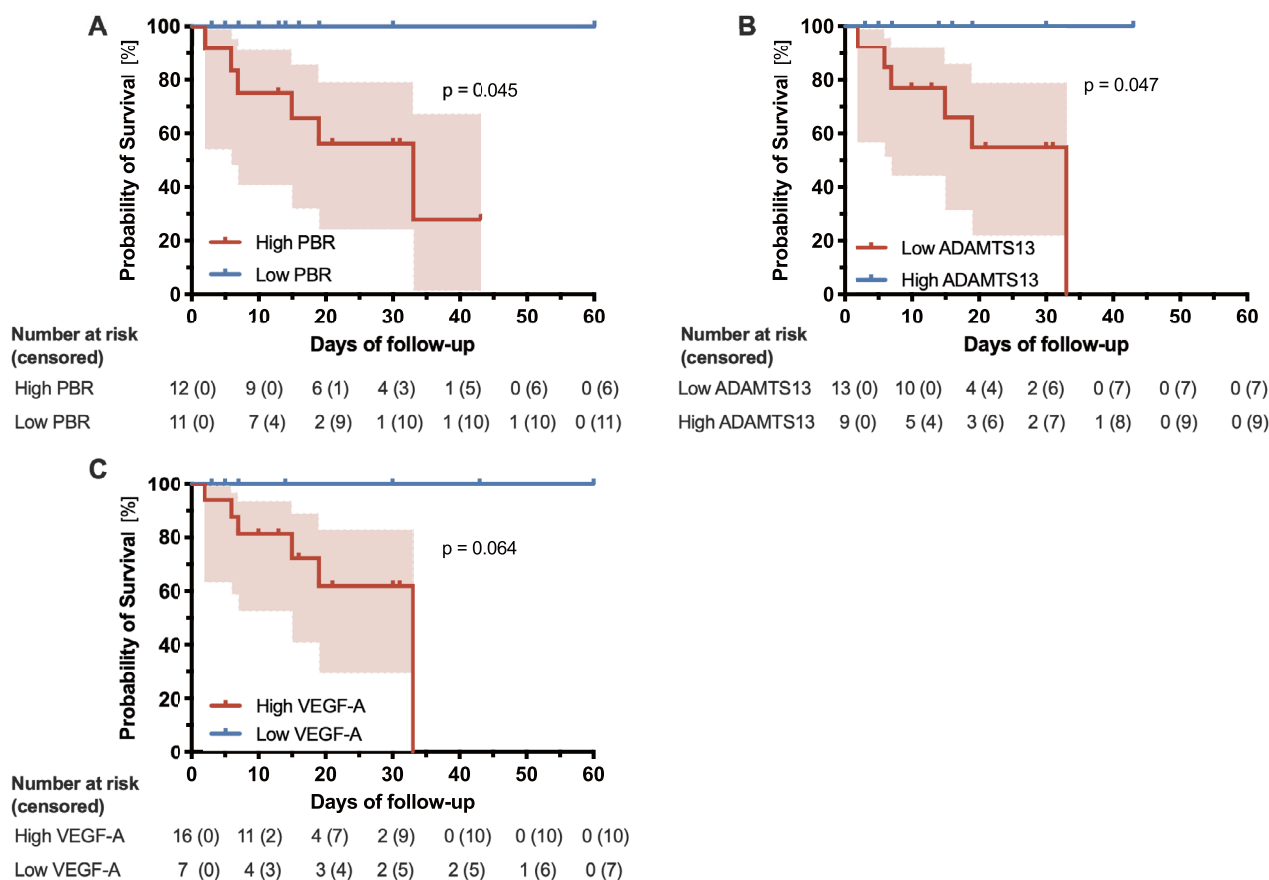 A
Probability of Survival [%]
100
80
60
40
20
0
p = 0.045
High PBR
Low PBR
0 10 20 30 40 50 60
Days of follow-up
Number at risk
(censored)
High PBR 12 (0) 9 (0) 6 (1) 4 (3) 1 (5) 0 (6) 0 (6)
Low PBR 11 (0) 7 (4) 2 (9) 1 (10) 1 (10) 1 (10) 0 (11)
B
Probability of Survival [%]
100
80
60
40
20
0
p = 0.047
Low ADAMTS13
High ADAMTS13
0 10 20 30 40 50 60
Days of follow-up
Number at risk
(censored)
Low ADAMTS13 13 (0) 10 (0) 4 (4) 2 (6) 0 (7) 0 (7) 0 (7)
High ADAMTS13 9 (0) 5 (4) 3 (6) 2 (7) 1 (8) 0 (9) 0 (9)
C
Probability of Survival [%]
100
80
60
40
20
0
p = 0.064
High VEGF-A
Low VEGF-A
0 10 20 30 40 50 60
Days of follow-up
Number at risk
(censored)
High VEGF-A 16 (0) 11 (2) 4 (7) 2 (9) 0 (10) 0 (10) 0 (10)
Low VEGF-A 7 (0) 4 (3) 3 (4) 2 (5) 2 (5) 1 (6) 0 (7)